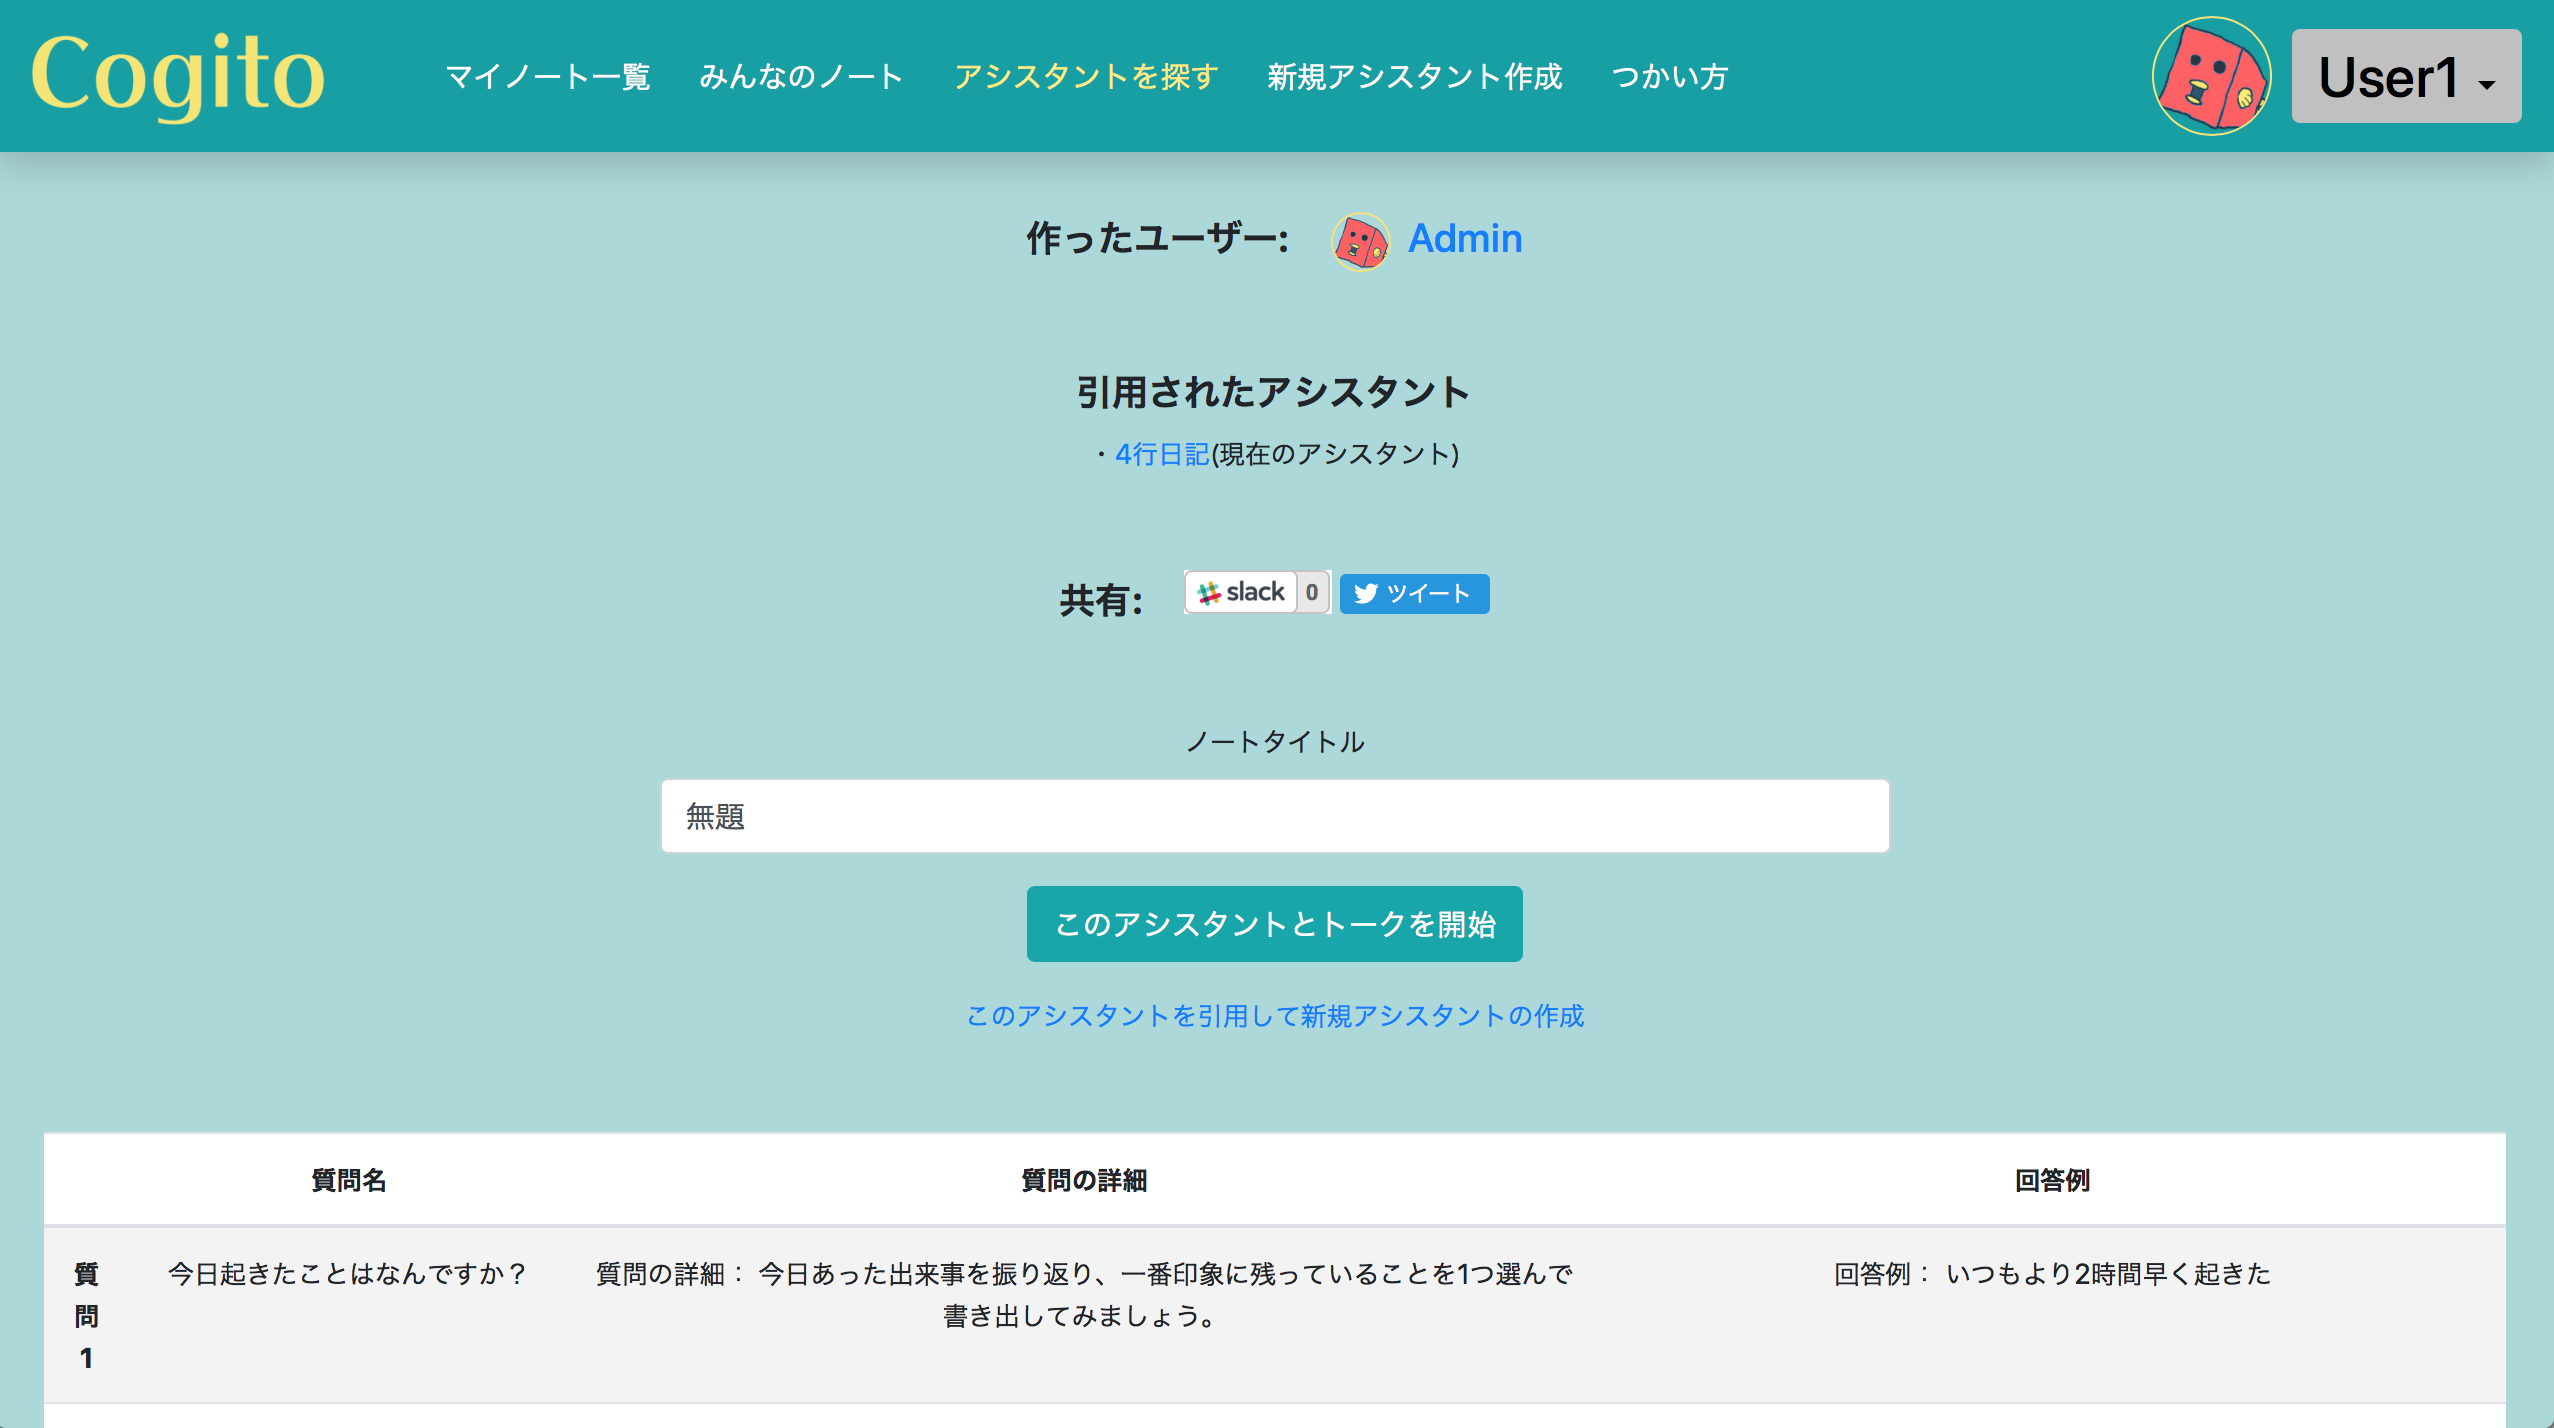 Cogito
マイノート一覧 みんなのノート アシスタントを探す 新規アシスタント作成 つかい方
User1
作ったユーザー: Admin
引用されたアシスタント
・4行日記(現在のアシスタント)
共有: slack 0 ツイート
ノートタイトル
無題
このアシスタントとトークを開始
このアシスタントを引用して新規アシスタントの作成
質問名 質問の詳細 回答例
質問1
今日起きたことはなんですか？
質問の詳細： 今日あった出来事を振り返り、一番印象に残っていることを1つ選んで
書き出してみましょう。
回答例： いつもより2時間早く起きた